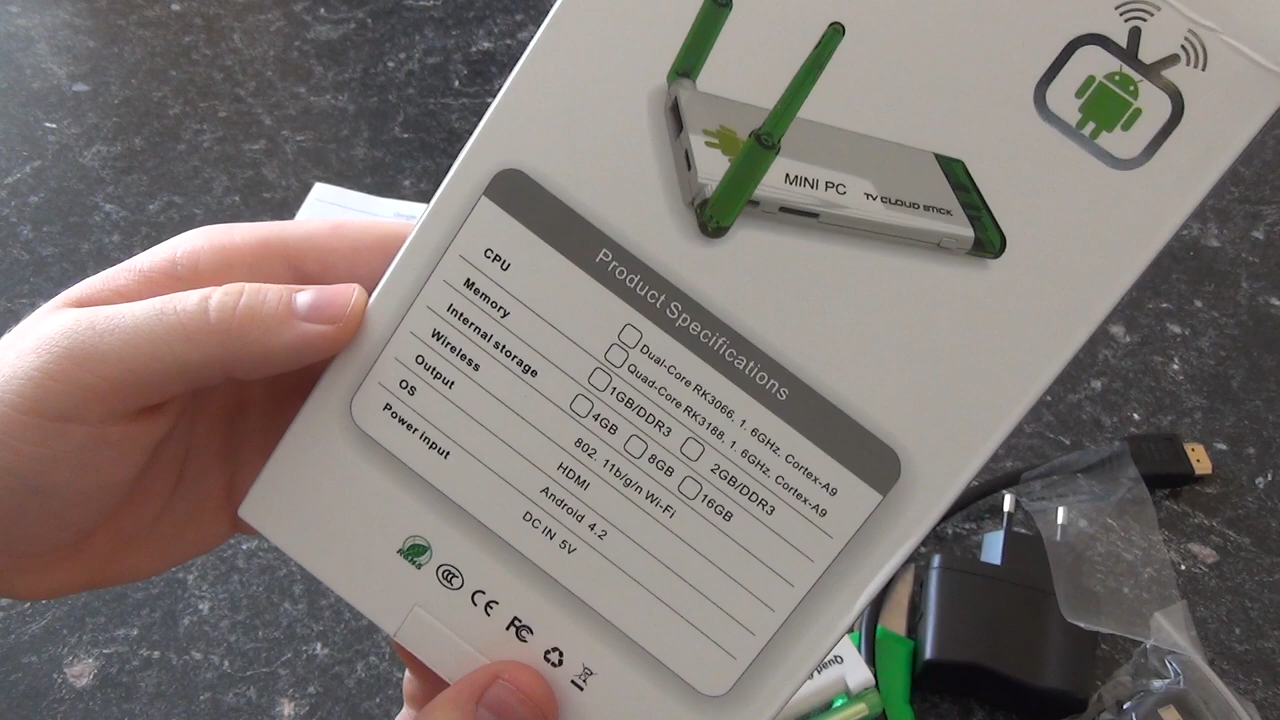 MINI PC TV CLOUD STICK
Product Specifications
CPU
Dual-Core RK3066, 1. 6GHz, Cortex-A9
Quad-Core RK3188, 1. 6GHz, Cortex-A9
Memory 1GB/DDR3 2GB/DDR3
Internal storage 4GB 8GB 16GB
Wireless 802. 11b/g/n Wi-Fi
Output HDMI
OS Android 4.2
Power input DC IN 5V
RoHS CCC CE FC